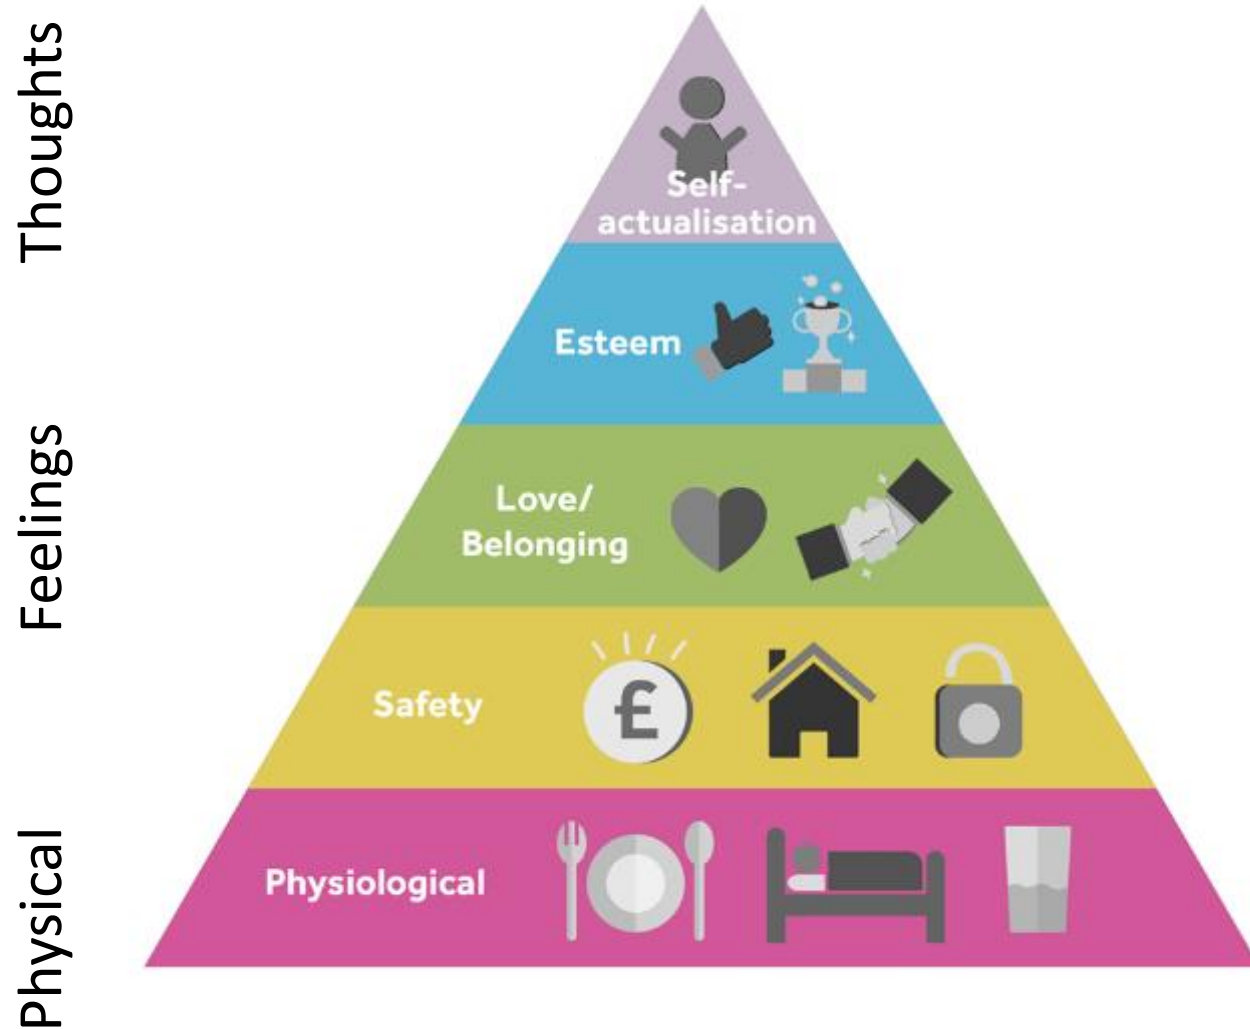 Thoughts
Self-
actualisation
Esteem
Feelings
Love/
Belonging
Safety
£
Physical
Physiological